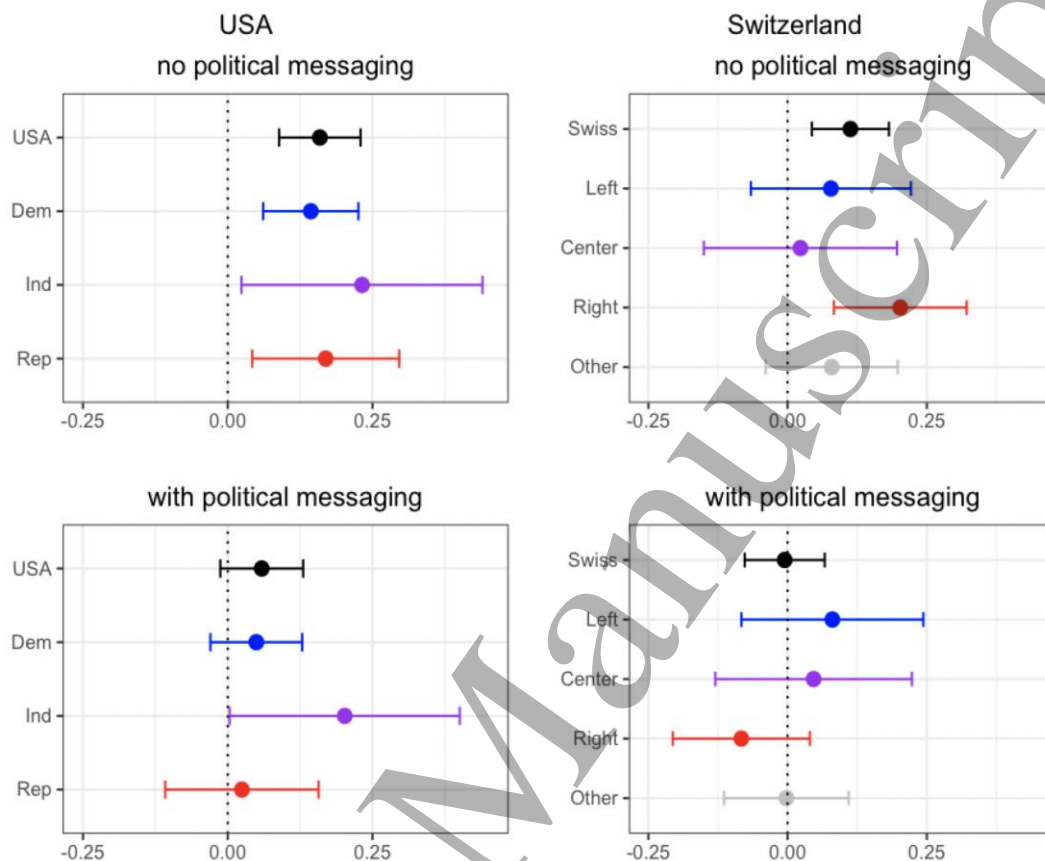 USA
no political messaging
USA
Dem
Ind
Rep
-0.25
0.00
0.25
Switzerland
no political messaging
Swiss
Left
Center
Right
Other
-0.25
0.00
0.25
with political messaging
USA
Dem
Ind
Rep
-0.25
0.00
0.25
with political messaging
Swiss
Left
Center
Right
Other
-0.25
0.00
0.25
Manuscrip